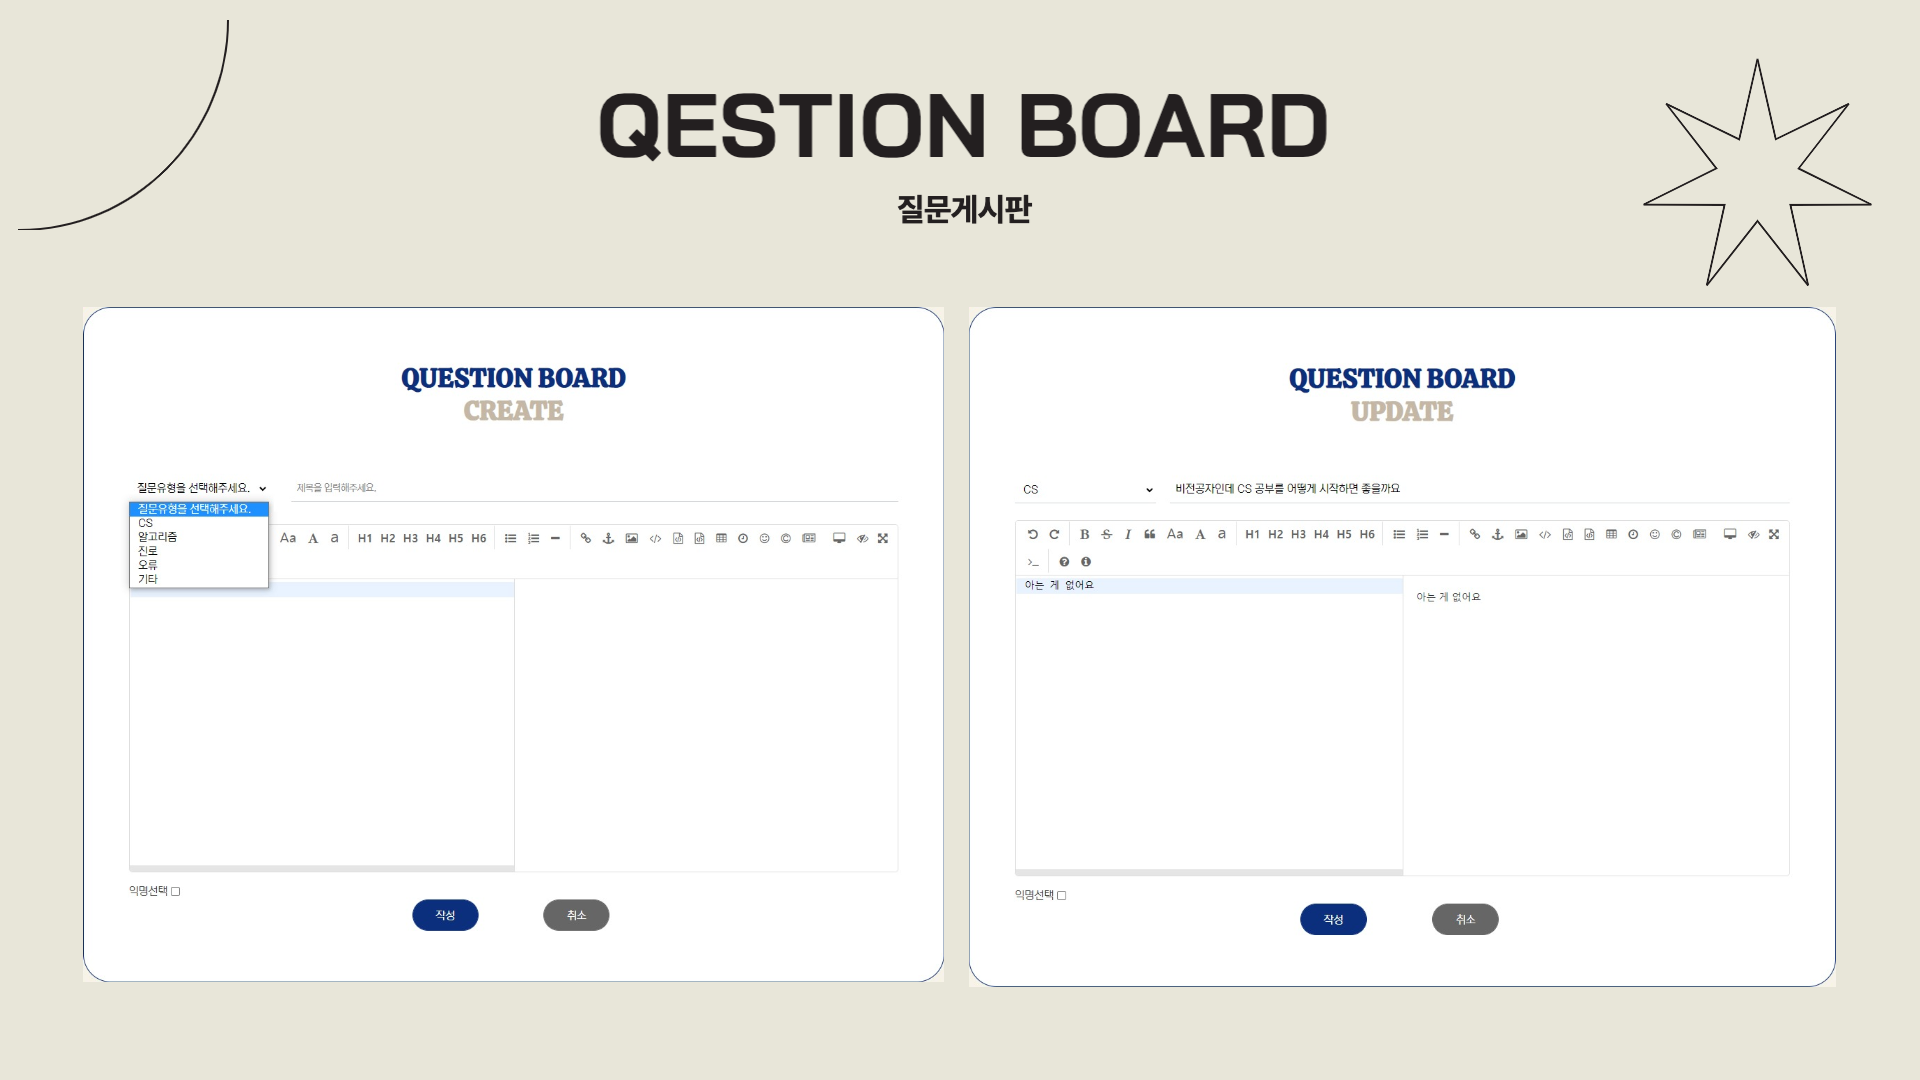 QESTION BOARD
질문게시판
QUESTION BOARD
CREATE
질문유형을 선택해주세요.
제목을 입력해주세요.
질문유형을 선택해주세요.
CS
알고리즘
진로
오류
기타
Aa A a H1 H2 H3 H4 H5 H6
익명선택
작성
취소
QUESTION BOARD
UPDATE
CS
비전공자인데 CS 공부를 어떻게 시작하면 좋을까요
B S I Aa A a H1 H2 H3 H4 H5 H6
아는 게 없어요
아는 게 없어요
익명선택
작성
취소